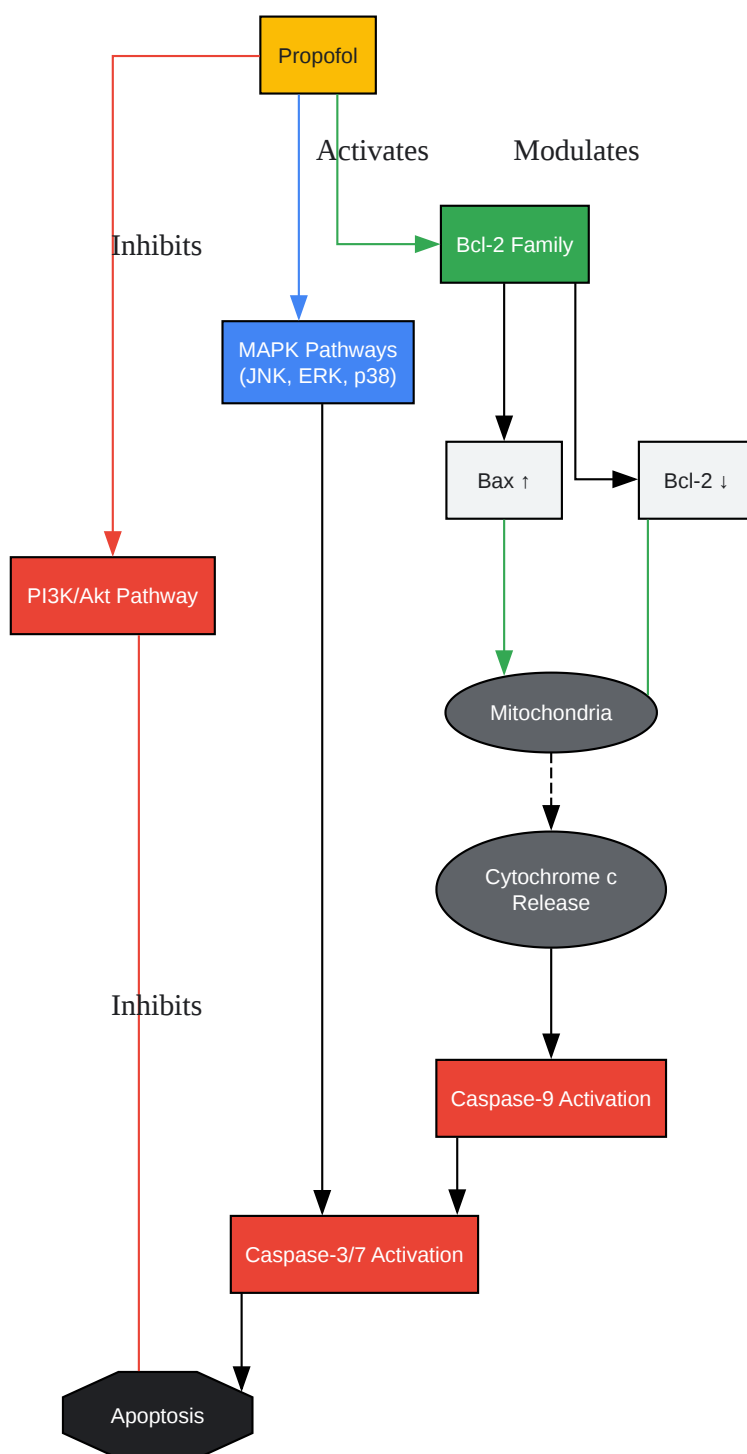 Propofol
Activates
Modulates
Inhibits
Bcl-2 Family
MAPK Pathways
(JNK, ERK, p38)
Bax ↑
Bcl-2 ↓
PI3K/Akt Pathway
Mitochondria
Cytochrome c
Release
Inhibits
Caspase-9 Activation
Caspase-3/7 Activation
Apoptosis